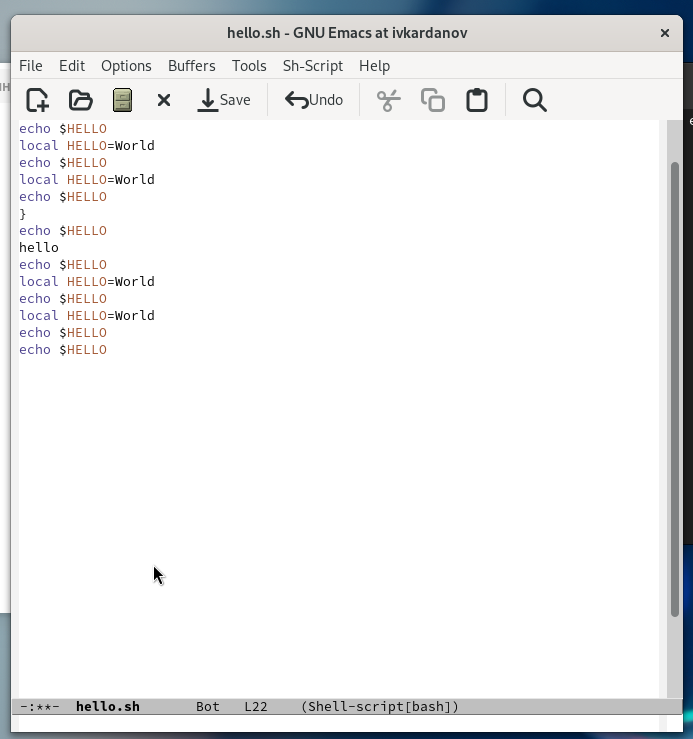 hello.sh - GNU Emacs at ivkardanov
File Edit Options Buffers Tools Sh-Script Help
Save Undo
echo $HELLO
local HELLO=World
echo $HELLO
local HELLO=World
echo $HELLO
}
echo $HELLO
hello
echo $HELLO
local HELLO=World
echo $HELLO
local HELLO=World
echo $HELLO
echo $HELLO
-:**- hello.sh Bot L22 (Shell-script[bash])